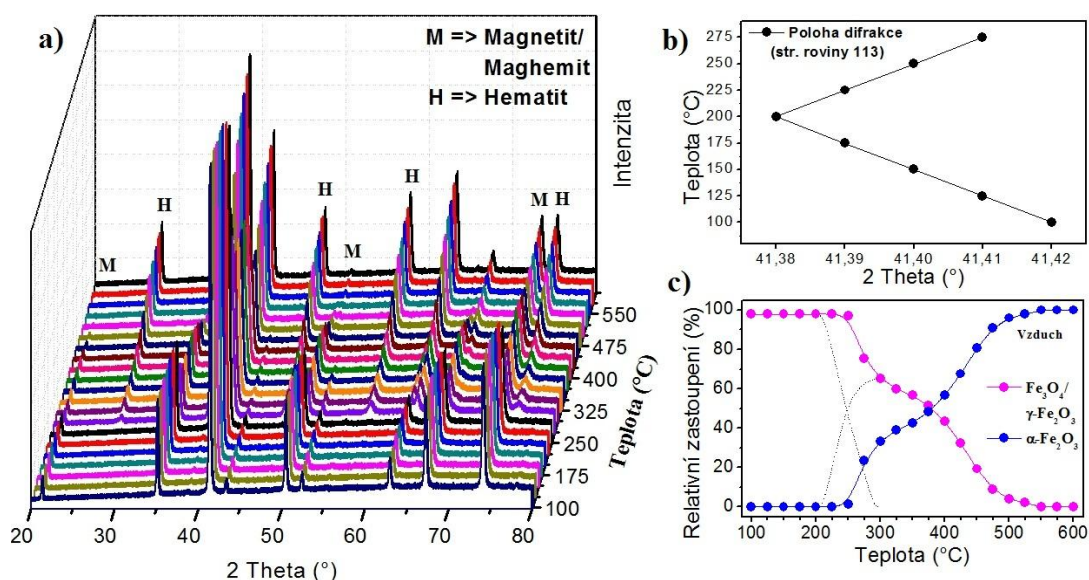 a)
M => Magnetit/
Maghemit
H => Hematit
Intenzita
M
H
H
M
H
M
H
550
475
400
325
250
175
100
Teplota (°C)
20
30
40
50
60
70
80
2 Theta (°)
b)
Poloha difrakce
(str. roviny 113)
Teplota (°C)
275
250
225
200
175
150
125
100
41,38 41,39 41,40 41,41 41,42
2 Theta (°)
c)
Relativní zastoupení (%)
100
80
60
40
20
0
Vzduch
Fe₃O₄/
γ-Fe₂O₃
α-Fe₂O₃
100 200 300 400 500 600
Teplota (°C)